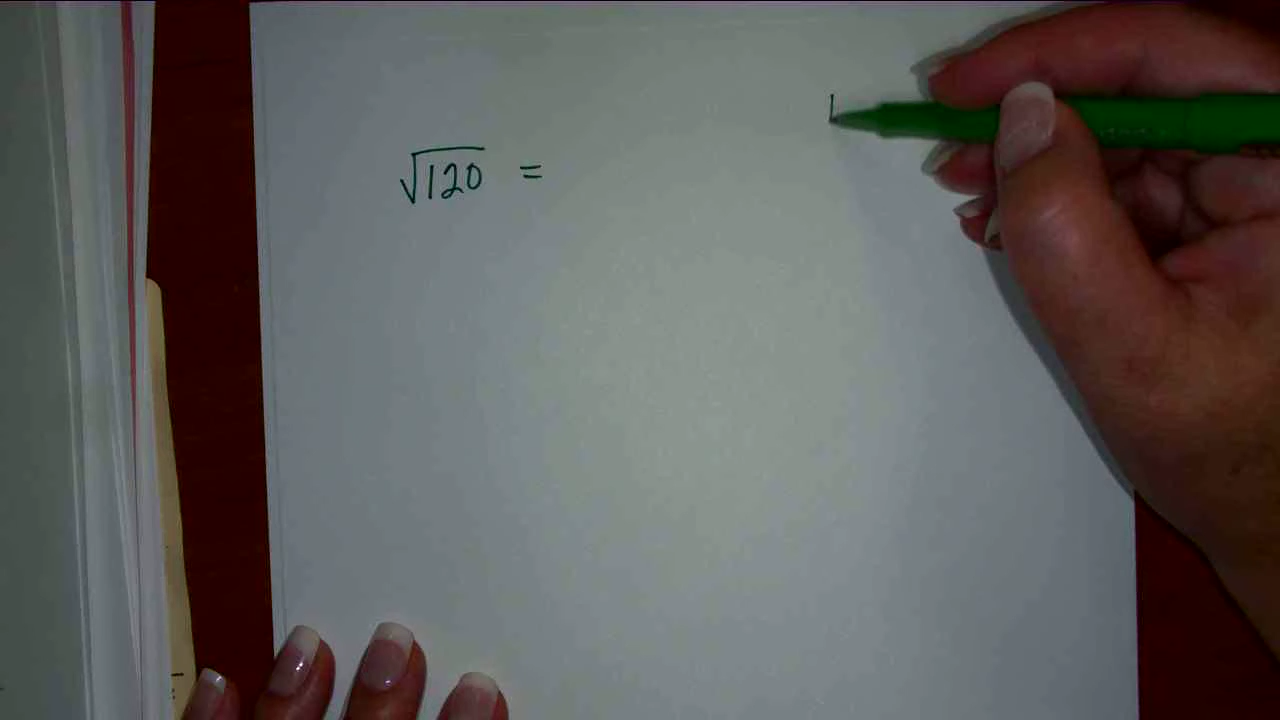 √120 =